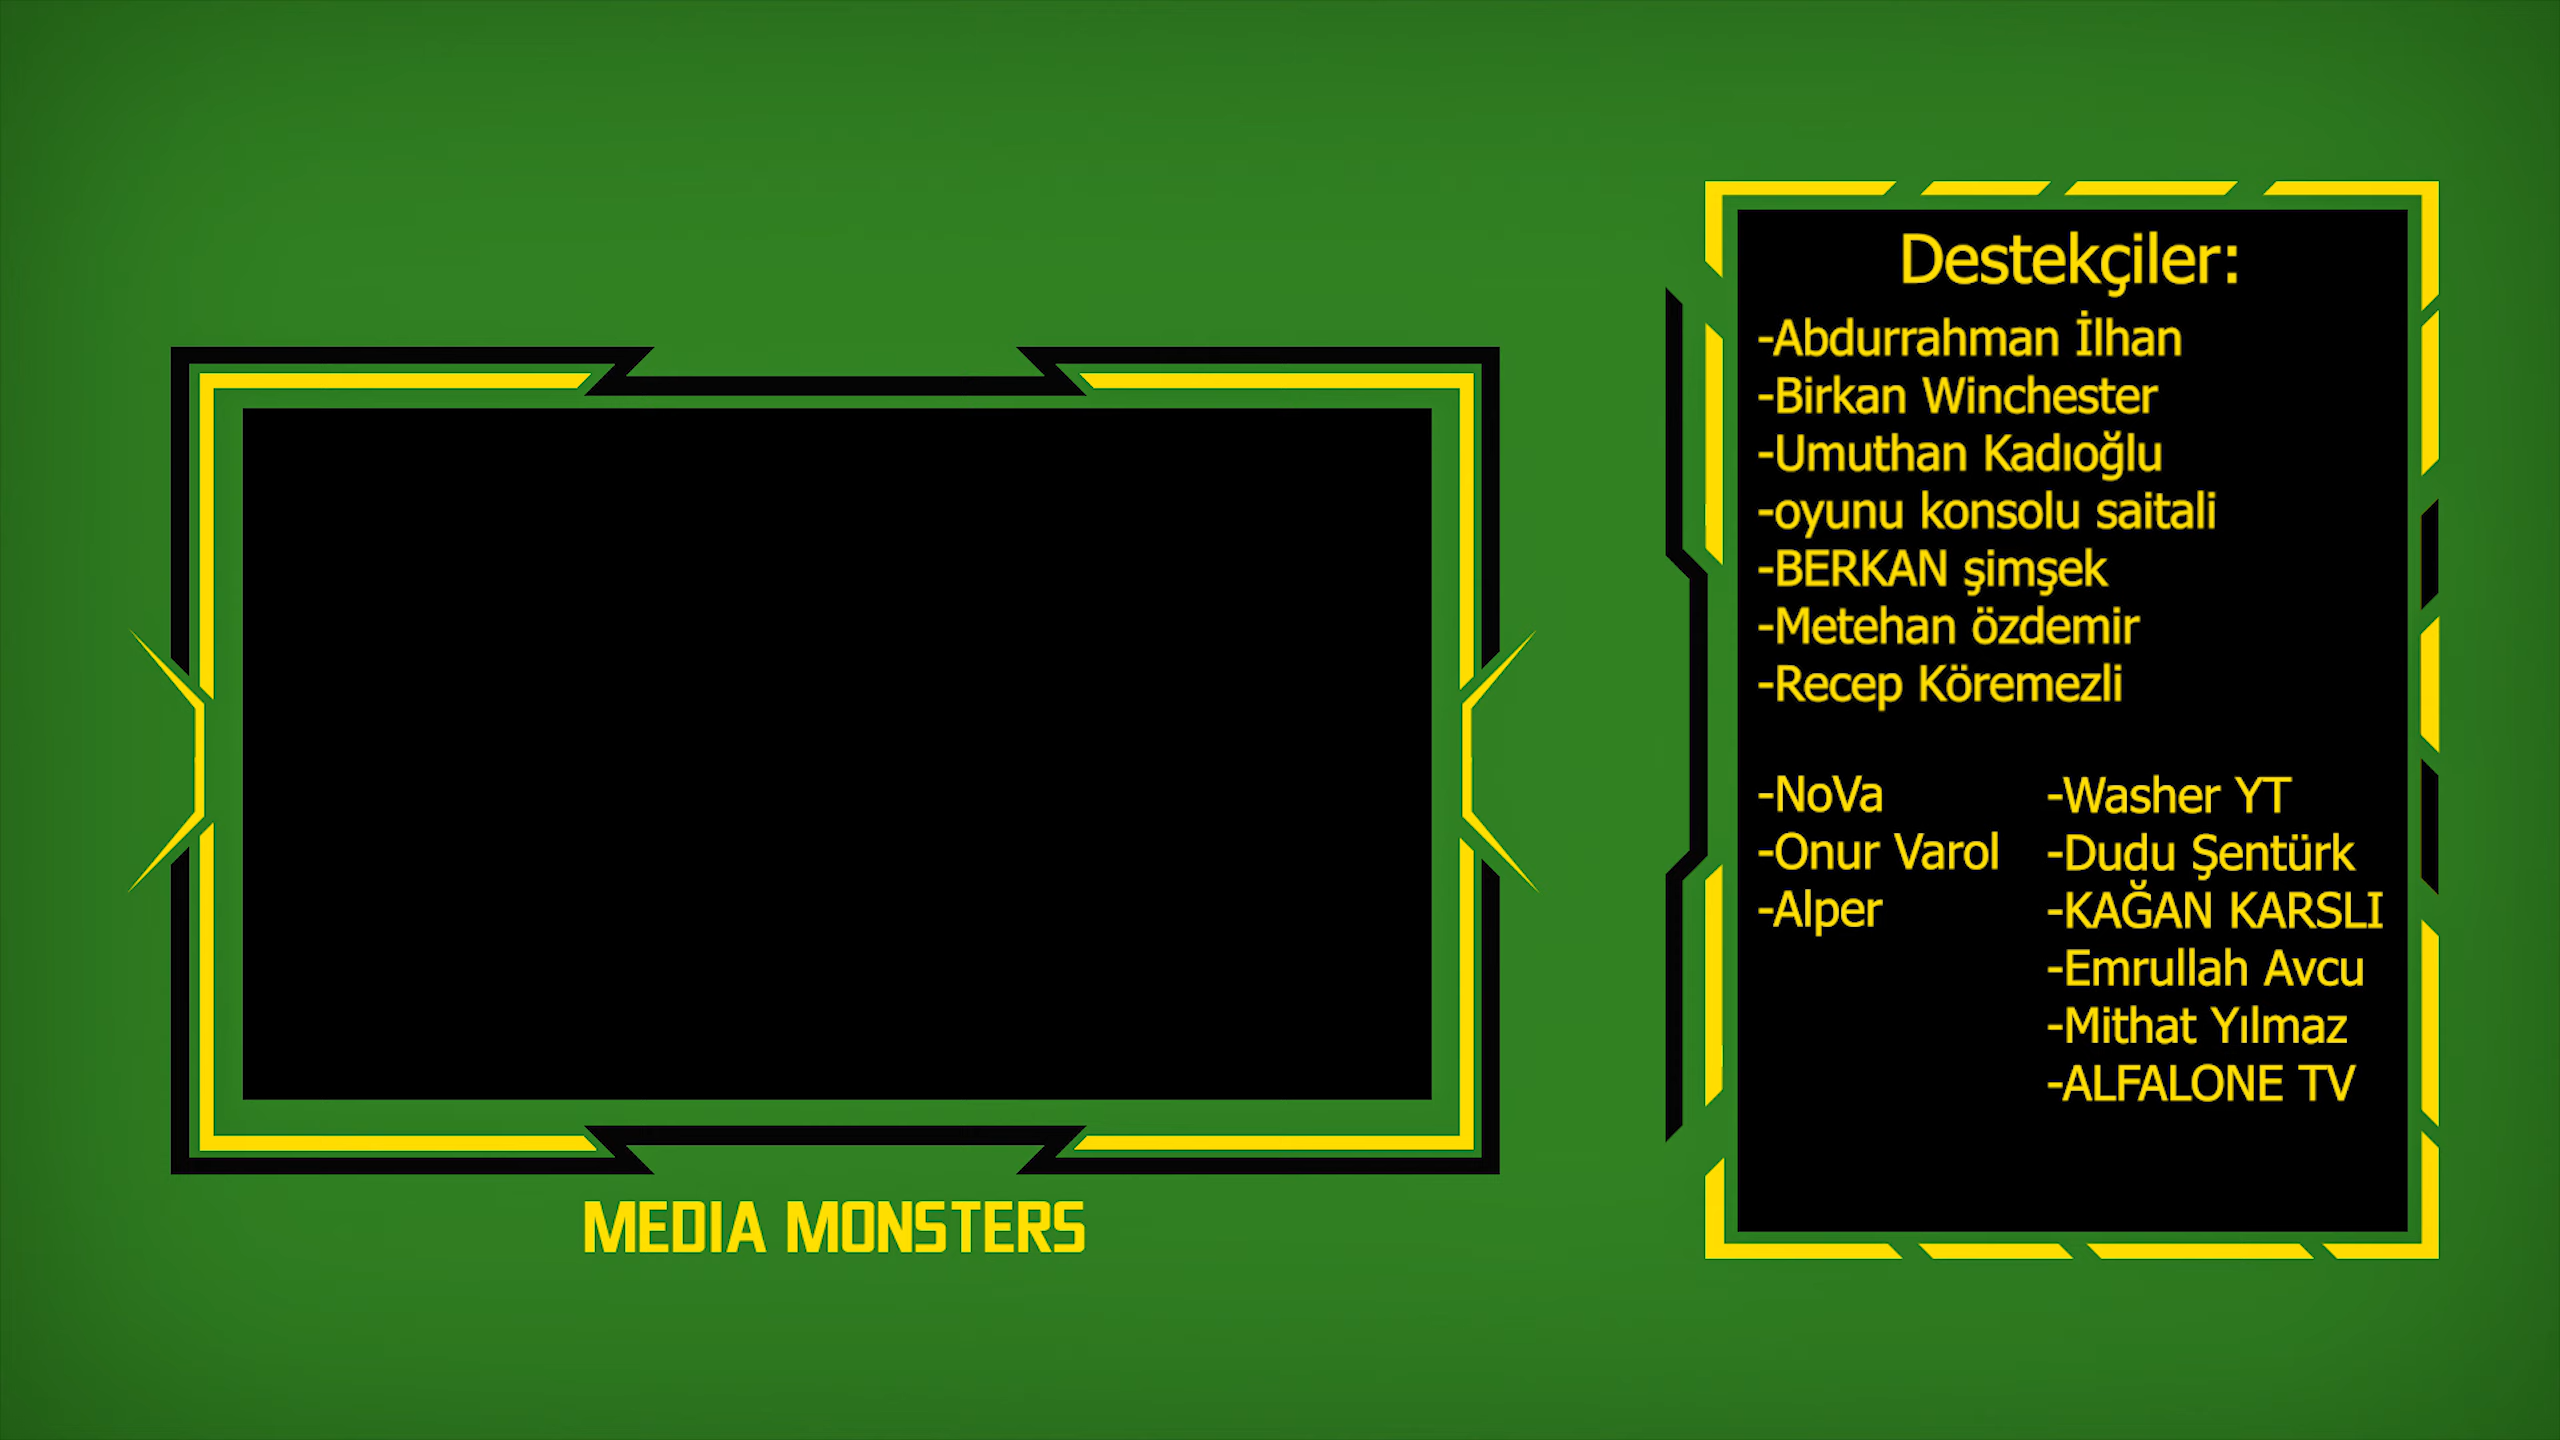 Destekçiler:
-Abdurrahman İlhan
-Birkan Winchester
-Umuthan Kadıoğlu
-oyunu konsolu saitali
-BERKAN şimşek
-Metehan özdemir
-Recep Köremezli
-NoVa
-Onur Varol
-Alper
-Washer YT
-Dudu Şentürk
-KAĞAN KARSLI
-Emrullah Avcu
-Mithat Yılmaz
-ALFALONE TV
MEDIA MONSTERS